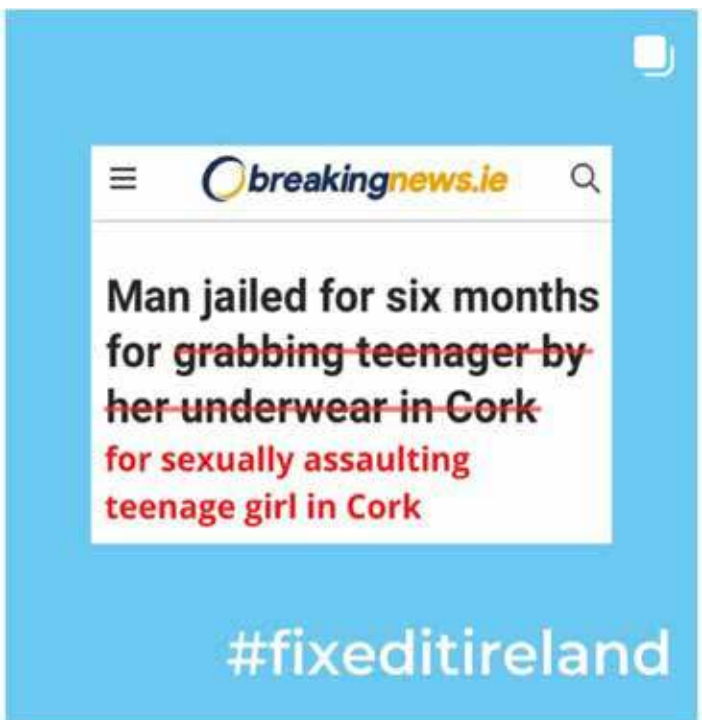 breakingnews.ie
Man jailed for six months
for grabbing teenager by
her underwear in Cork
for sexually assaulting
teenage girl in Cork
#fixeditireland